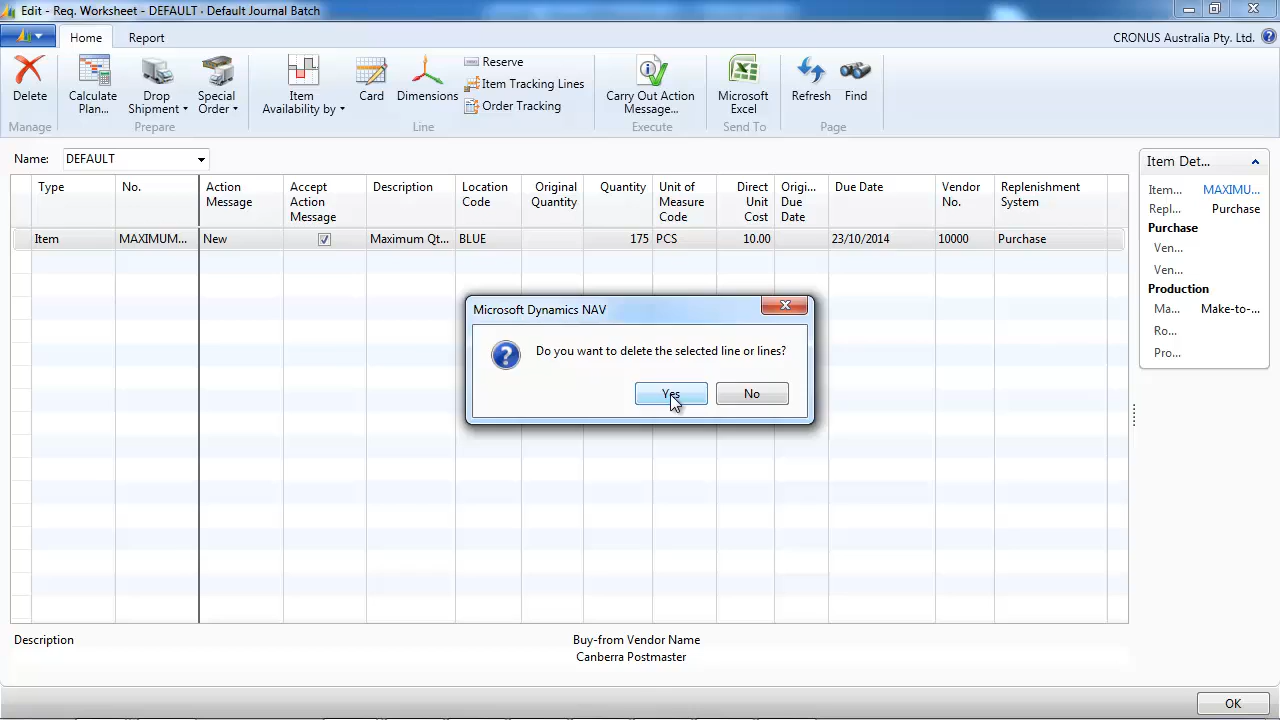 Edit - Req. Worksheet - DEFAULT · Default Journal Batch
Home
Report
CRONUS Australia Pty. Ltd.
Delete
Calculate Plan...
Drop Shipment
Special Order
Item Availability by
Card
Dimensions
Reserve
Item Tracking Lines
Order Tracking
Carry Out Action Message...
Microsoft Excel
Refresh
Find
Manage
Prepare
Line
Execute
Send To
Page
Name:
DEFAULT
Type
No.
Action Message
Accept Action Message
Description
Location Code
Original Quantity
Quantity
Unit of Measure Code
Direct Unit Cost
Origi... Due Date
Due Date
Vendor No.
Replenishment System
Item
MAXIMUM...
New
Maximum Qt...
BLUE
175
PCS
10.00
23/10/2014
10000
Purchase
Item Det...
Item...
MAXIMU...
Repl...
Purchase
Purchase
Ven...
Ven...
Production
Ma...
Make-to-...
Ro...
Pro...
Microsoft Dynamics NAV
Do you want to delete the selected line or lines?
Yes
No
Description
Buy-from Vendor Name
Canberra Postmaster
OK